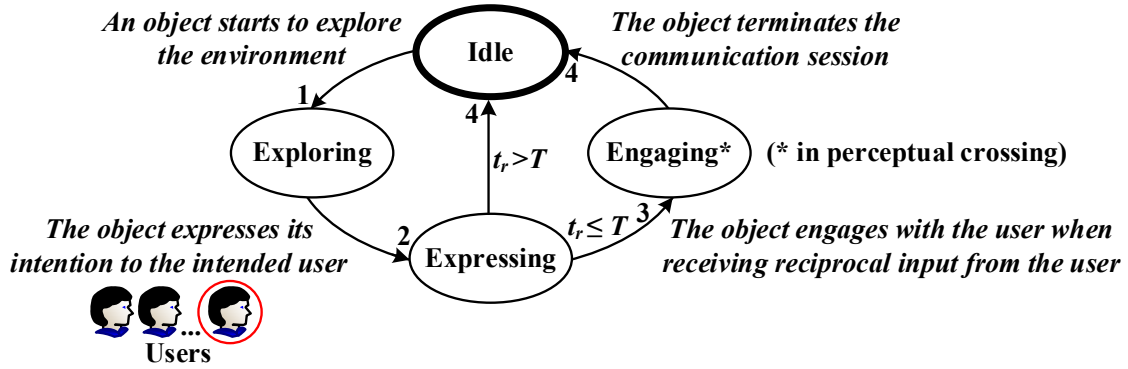 An object starts to explore
the environment
Idle
The object terminates the
communication session
1
4
4
Exploring
t_r > T
Engaging*
(* in perceptual crossing)
The object expresses its
intention to the intended user
2
Expressing
t_r ≤ T
3
The object engages with the user when
receiving reciprocal input from the user
...
Users